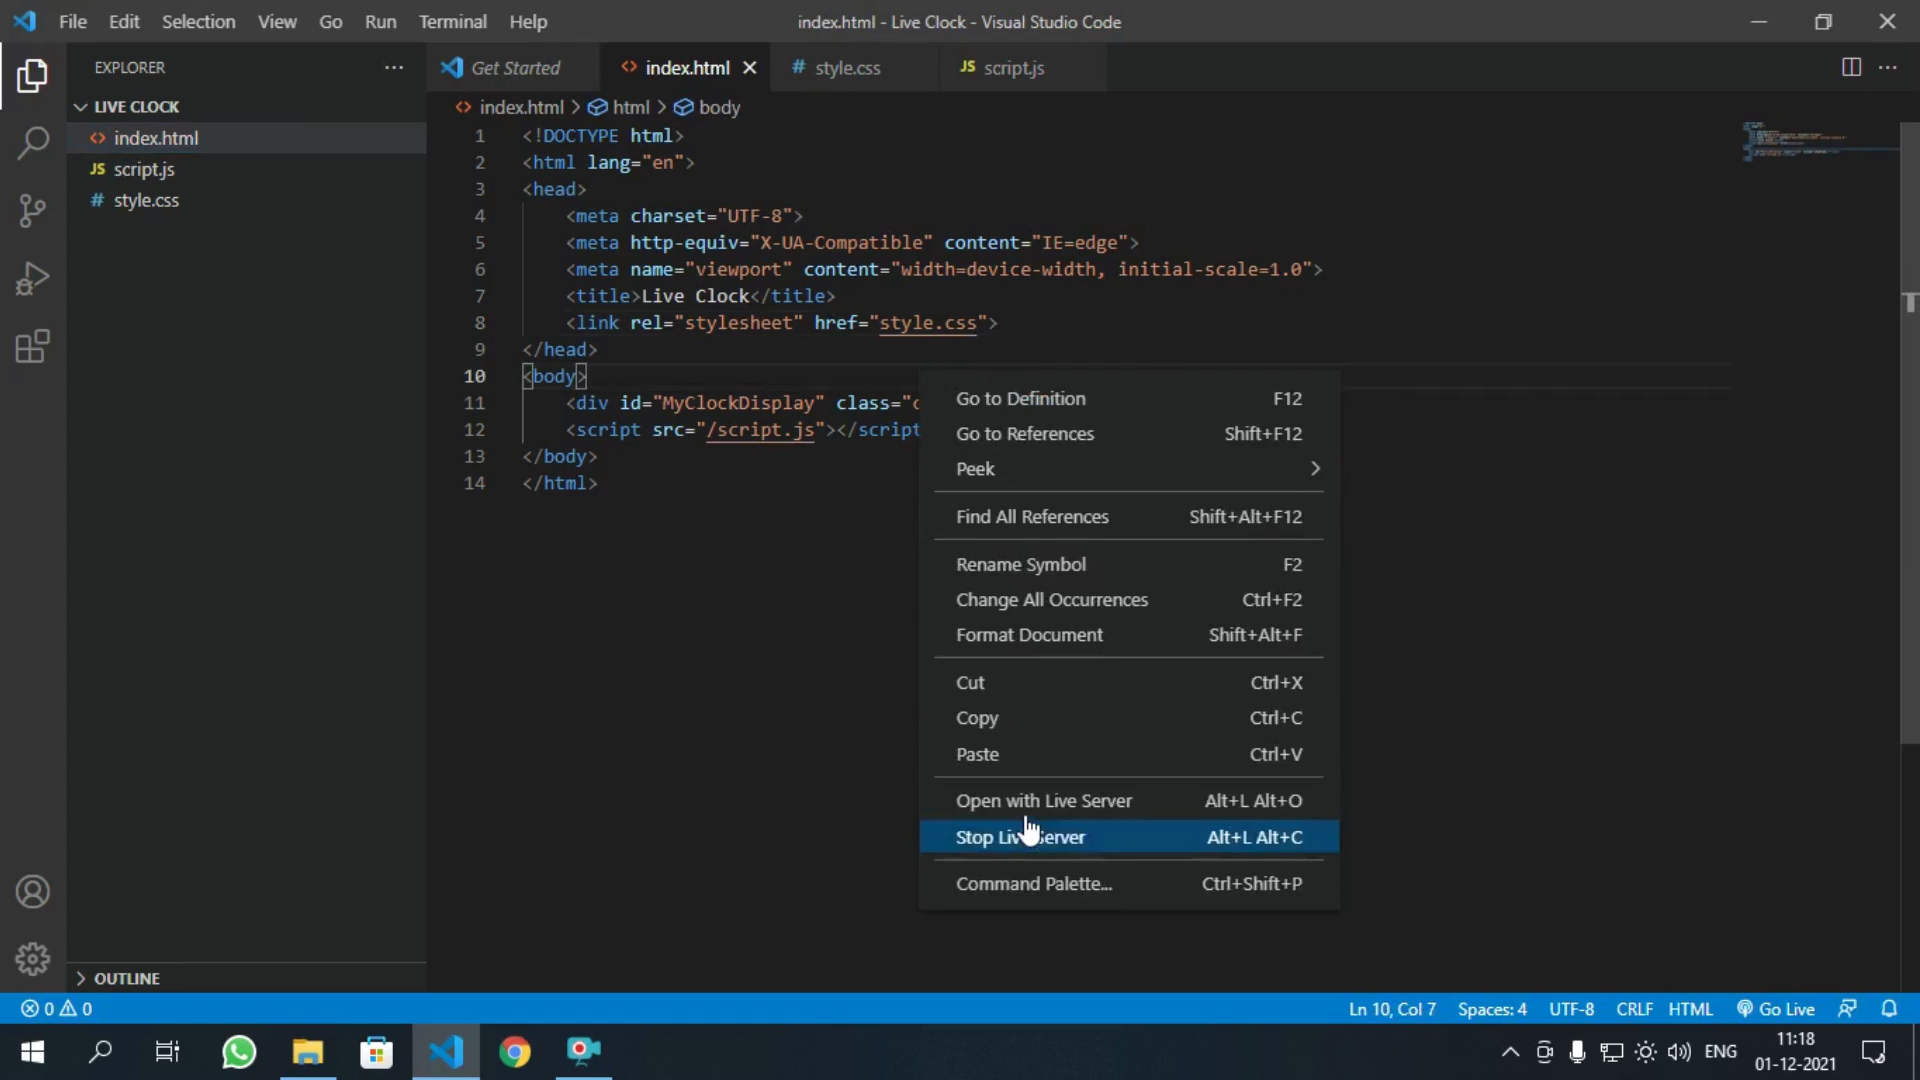 File Edit Selection View Go Run Terminal Help
index.html - Live Clock - Visual Studio Code
EXPLORER
LIVE CLOCK
index.html
JS script.js
# style.css
OUTLINE
Get Started
index.html
# style.css
JS script.js
index.html > html > body
1 <!DOCTYPE html>
2 <html lang="en">
3 <head>
4 <meta charset="UTF-8">
5 <meta http-equiv="X-UA-Compatible" content="IE=edge">
6 <meta name="viewport" content="width=device-width, initial-scale=1.0">
7 <title>Live Clock</title>
8 <link rel="stylesheet" href="style.css">
9 </head>
10 <body>
11 <div id="MyClockDisplay" class="c
12 <script src="/script.js"></script
13 </body>
14 </html>
Go to Definition F12
Go to References Shift+F12
Peek
Find All References Shift+Alt+F12
Rename Symbol F2
Change All Occurrences Ctrl+F2
Format Document Shift+Alt+F
Cut Ctrl+X
Copy Ctrl+C
Paste Ctrl+V
Open with Live Server Alt+L Alt+O
Stop Live Server Alt+L Alt+C
Command Palette... Ctrl+Shift+P
0 0
Ln 10, Col 7 Spaces: 4 UTF-8 CRLF HTML Go Live
ENG
11:18
01-12-2021